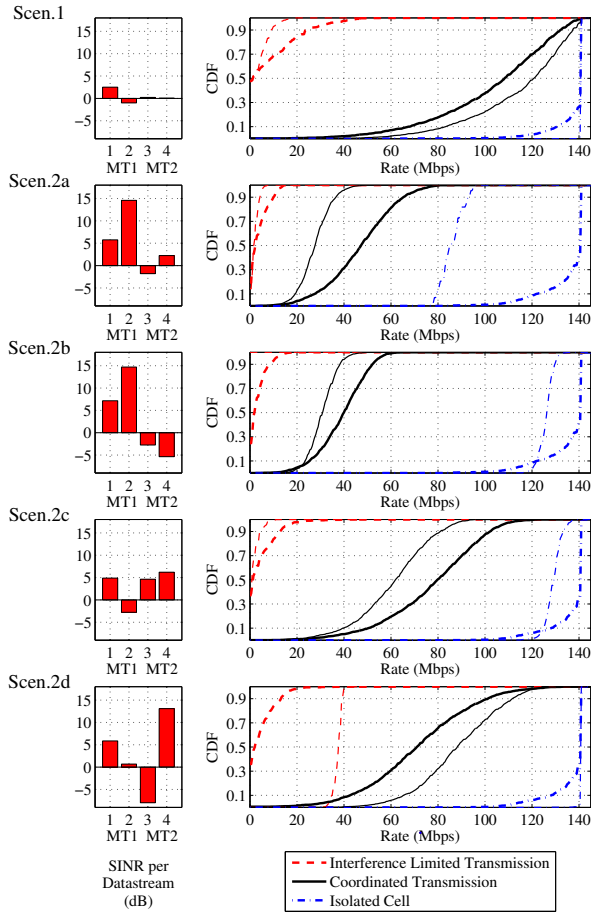 Scen.1
15
10
5
0
−5
1 2 3 4
MT1 MT2
CDF
0.9
0.7
0.5
0.3
0.1
0 20 40 60 80 100 120 140
Rate (Mbps)
Scen.2a
15
10
5
0
−5
1 2 3 4
MT1 MT2
CDF
0.9
0.7
0.5
0.3
0.1
0 20 40 60 80 100 120 140
Rate (Mbps)
Scen.2b
15
10
5
0
−5
1 2 3 4
MT1 MT2
CDF
0.9
0.7
0.5
0.3
0.1
0 20 40 60 80 100 120 140
Rate (Mbps)
Scen.2c
15
10
5
0
−5
1 2 3 4
MT1 MT2
CDF
0.9
0.7
0.5
0.3
0.1
0 20 40 60 80 100 120 140
Rate (Mbps)
Scen.2d
15
10
5
0
−5
1 2 3 4
MT1 MT2
CDF
0.9
0.7
0.5
0.3
0.1
0 20 40 60 80 100 120 140
Rate (Mbps)
SINR per
Datastream
(dB)
Interference Limited Transmission
Coordinated Transmission
Isolated Cell